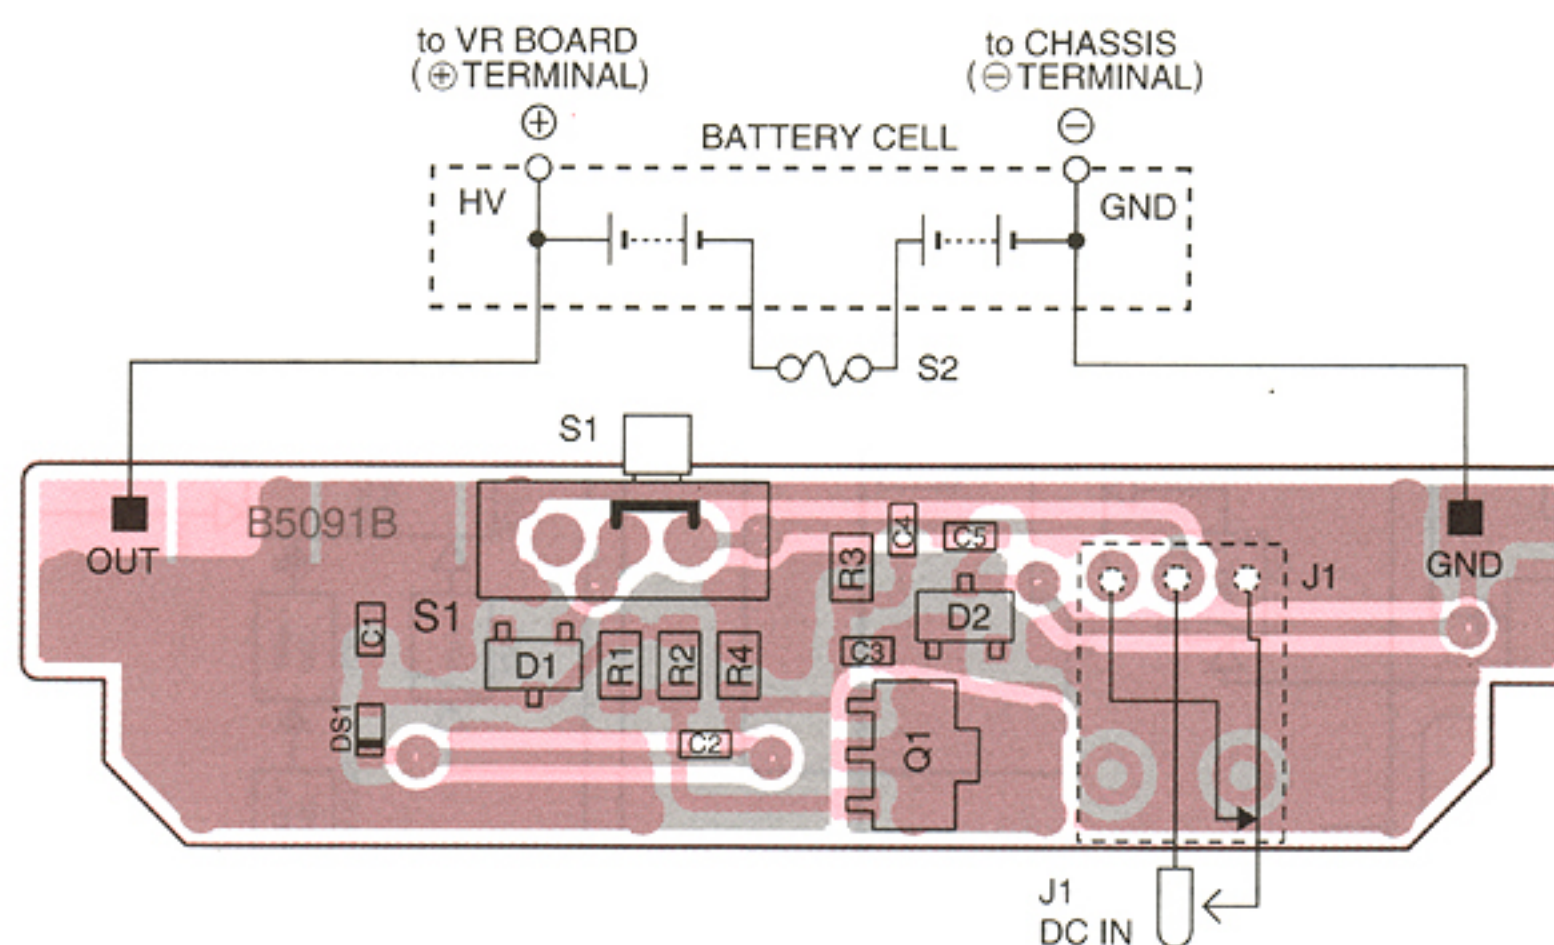 to VR BOARD
(⊕TERMINAL)
to CHASSIS
(⊖TERMINAL)
⊕
BATTERY CELL
⊖
HV
GND
S2
S1
B5091B
OUT
GND
C4
C5
R3
J1
C1
S1
D2
D1
R1
R2
R4
C3
DS1
C2
Q1
J1
DC IN